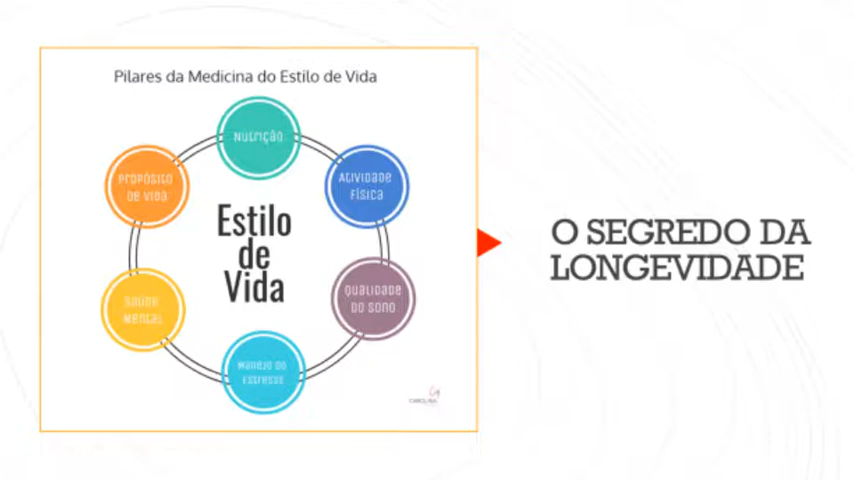 Pilares da Medicina do Estilo de Vida
Nutrição
Propósito
de Vida
Atividade
Física
Estilo
de
Vida
Saúde
Mental
Qualidade
do Sono
Manejo do
Estresse
CAROLINA
O SEGREDO DA
LONGEVIDADE